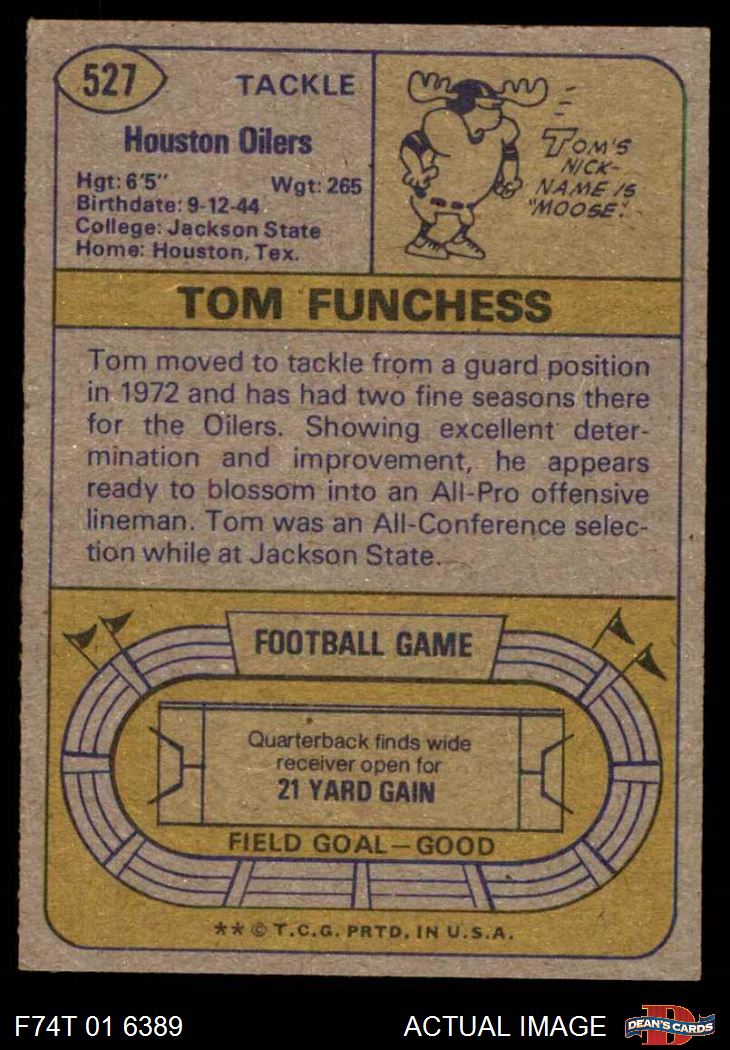 527
TACKLE
Houston Oilers
Hgt: 6'5" Wgt: 265
Birthdate: 9-12-44
College: Jackson State
Home: Houston, Tex.
TOM'S
NICK-
NAME IS
"MOOSE."
TOM FUNCHESS
Tom moved to tackle from a guard position
in 1972 and has had two fine seasons there
for the Oilers. Showing excellent deter-
mination and improvement, he appears
ready to blossom into an All-Pro offensive
lineman. Tom was an All-Conference selec-
tion while at Jackson State.
FOOTBALL GAME
Quarterback finds wide
receiver open for
21 YARD GAIN
FIELD GOAL—GOOD
** © T.C.G. PRTD. IN U.S.A.
F74T 01 6389
ACTUAL IMAGE
D
DEAN'S CARDS